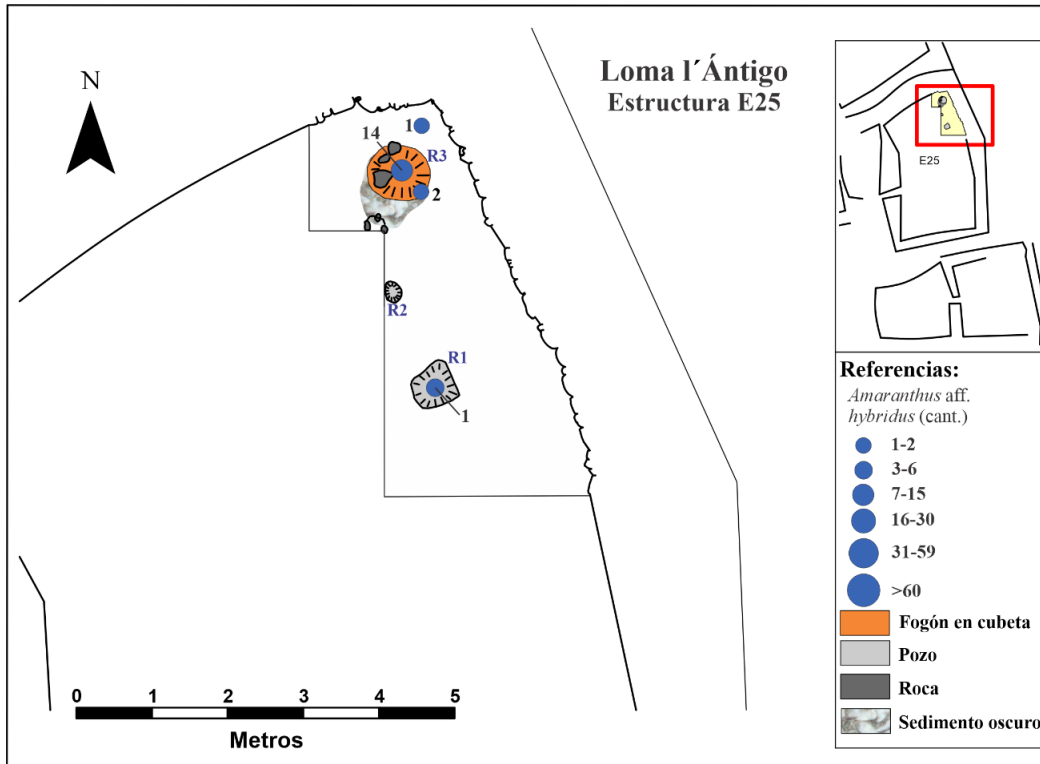 Loma l´Ántigo
Estructura E25
N
1
14
R3
2
R2
R1
1
0 1 2 3 4 5
Metros
E25
Referencias:
Amaranthus aff.
hybridus (cant.)
1-2
3-6
7-15
16-30
31-59
>60
Fogón en cubeta
Pozo
Roca
Sedimento oscuro